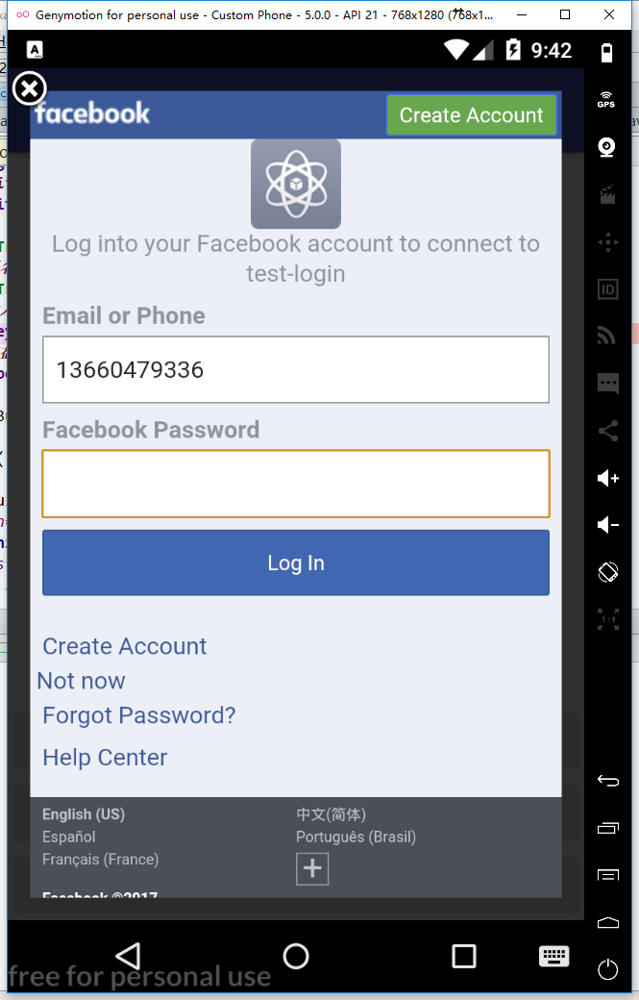 Genymotion for personal use - Custom Phone - 5.0.0 - API 21 - 768x1280 (768x1...
A
9:42
facebook
Create Account
GPS
Log into your Facebook account to connect to
test-login
Email or Phone
ID
13660479336
Facebook Password
Log In
1:1
Create Account
Not now
Forgot Password?
Help Center
English (US)
中文(简体)
Español
Português (Brasil)
Français (France)
Facebook ©2017
free for personal use